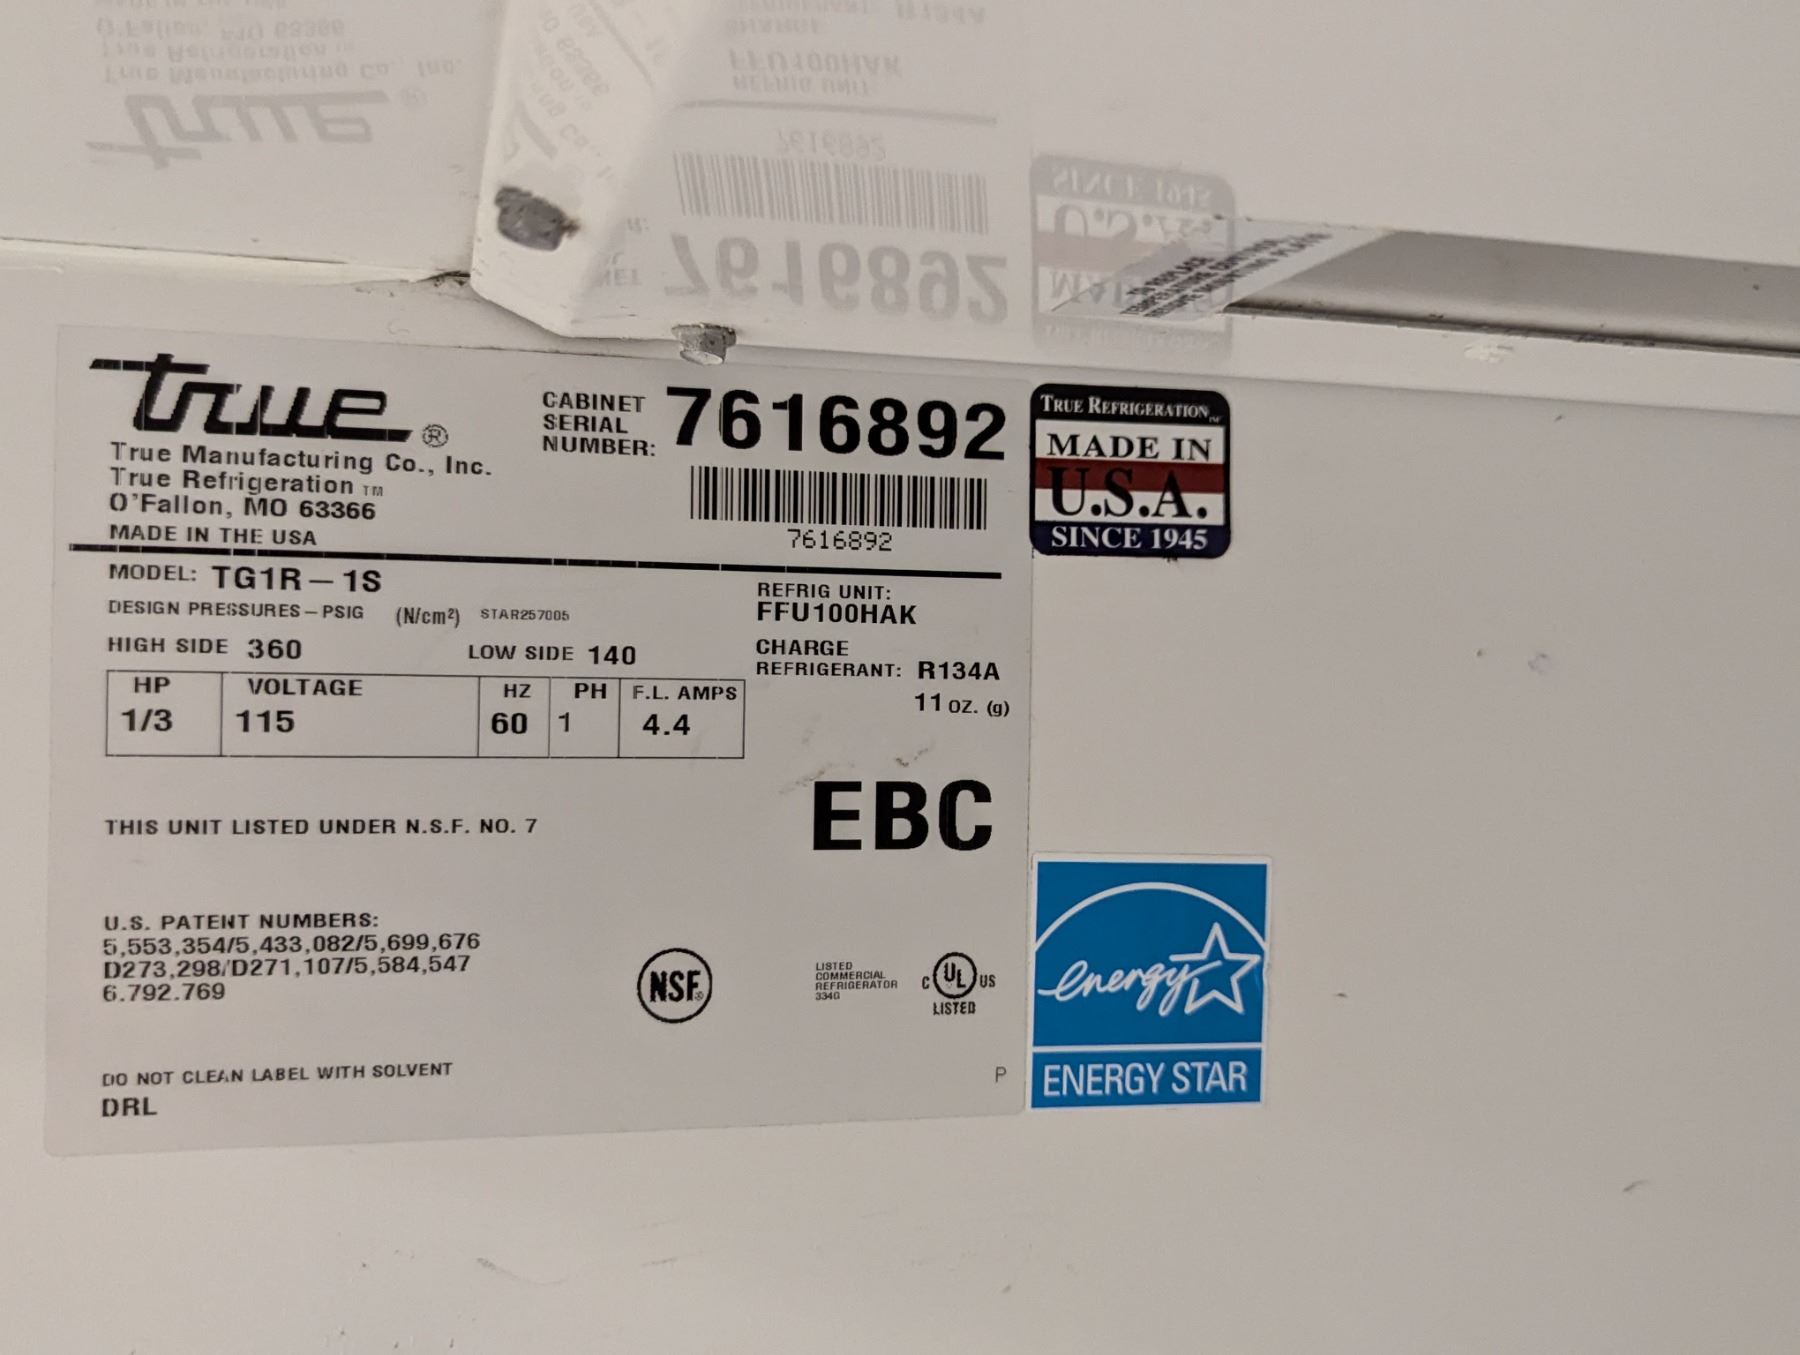 true®
True Manufacturing Co., Inc.
True Refrigeration TM
O'Fallon, MO 63366
MADE IN THE USA
CABINET
SERIAL
NUMBER: 7616892
7616892
TRUE REFRIGERATION
MADE IN
U.S.A.
SINCE 1945
MODEL: TG1R–1S
DESIGN PRESSURES–PSIG (N/cm²) STAR257005
HIGH SIDE 360 LOW SIDE 140
REFRIG UNIT:
FFU100HAK
CHARGE
REFRIGERANT: R134A
11 oz. (g)
HP VOLTAGE HZ PH F.L. AMPS
1/3 115 60 1 4.4
EBC
THIS UNIT LISTED UNDER N.S.F. NO. 7
U.S. PATENT NUMBERS:
5,553,354/5,433,082/5,699,676
D273,298/D271,107/5,584,547
6.792.769
NSF®
LISTED
COMMERCIAL
REFRIGERATOR
334G
C UL US
LISTED
energy
ENERGY STAR
DO NOT CLEAN LABEL WITH SOLVENT
DRL
P